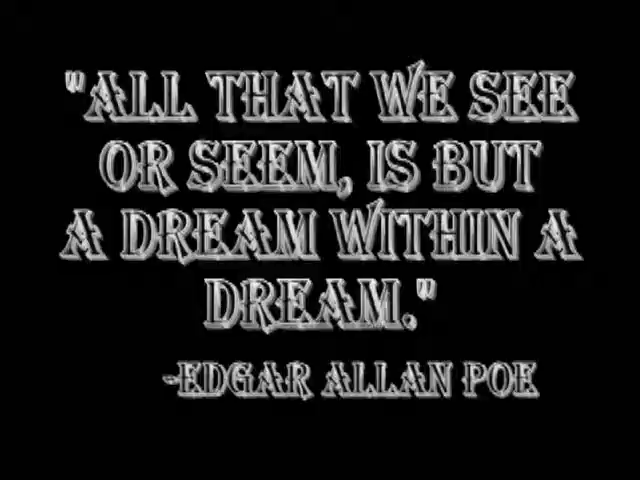 "ALL THAT WE SEE
OR SEEM, IS BUT
A DREAM WITHIN A
DREAM."
-EDGAR ALLAN POE